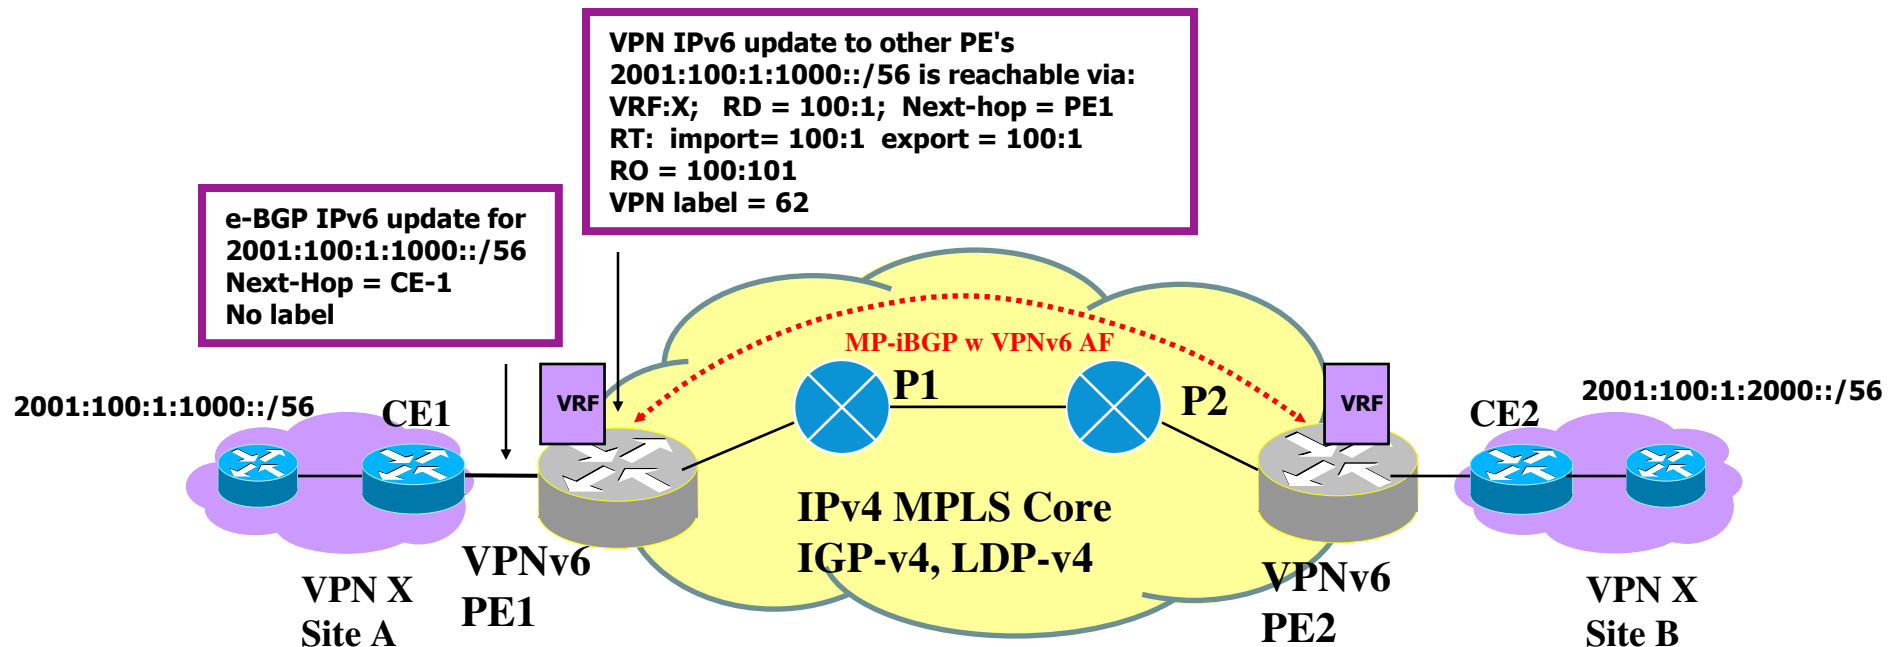 VPN IPv6 update to other PE's
2001:100:1:1000::/56 is reachable via:
VRF:X;   RD = 100:1;  Next-hop = PE1
RT:  import= 100:1  export = 100:1
RO = 100:101
VPN label = 62
e-BGP IPv6 update for
2001:100:1:1000::/56
Next-Hop = CE-1
No label
MP-iBGP w VPNv6 AF
2001:100:1:1000::/56
CE1
VRF
P1
P2
VRF
CE2
2001:100:1:2000::/56
IPv4 MPLS Core
IGP-v4, LDP-v4
VPNv6
PE1
VPNv6
PE2
VPN X
Site A
VPN X
Site B